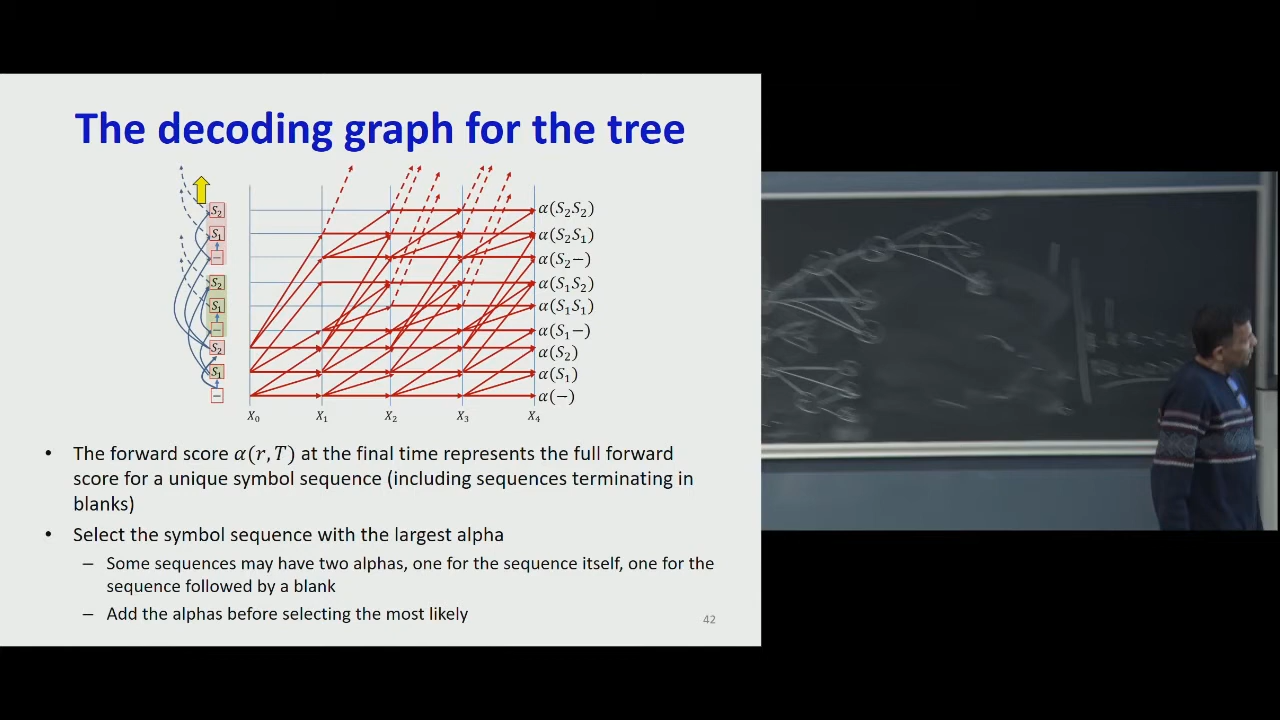 The decoding graph for the tree
S₂
S₁
–
S₂
S₁
–
S₂
S₁
–
α(S₂S₂)
α(S₂S₁)
α(S₂−)
α(S₁S₂)
α(S₁S₁)
α(S₁−)
α(S₂)
α(S₁)
α(−)
X₀ X₁ X₂ X₃ X₄
• The forward score α(r, T) at the final time represents the full forward
score for a unique symbol sequence (including sequences terminating in
blanks)
• Select the symbol sequence with the largest alpha
– Some sequences may have two alphas, one for the sequence itself, one for the
sequence followed by a blank
– Add the alphas before selecting the most likely
42